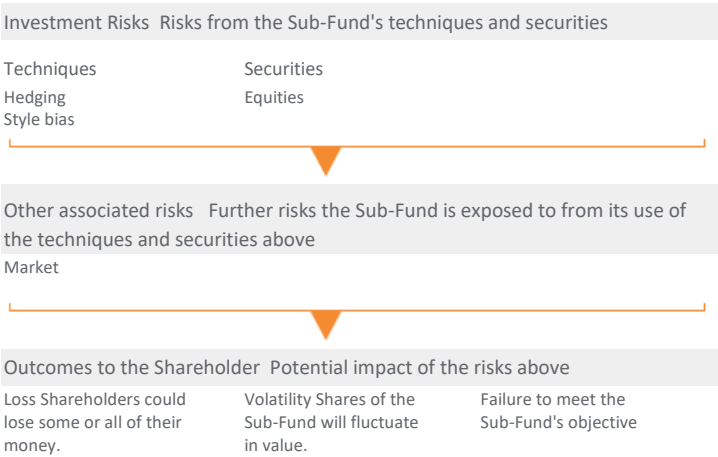 Investment Risks Risks from the Sub-Fund's techniques and securities
Techniques
Hedging
Style bias
Securities
Equities
Other associated risks Further risks the Sub-Fund is exposed to from its use of
the techniques and securities above
Market
Outcomes to the Shareholder Potential impact of the risks above
Loss Shareholders could
lose some or all of their
money.
Volatility Shares of the
Sub-Fund will fluctuate
in value.
Failure to meet the
Sub-Fund's objective